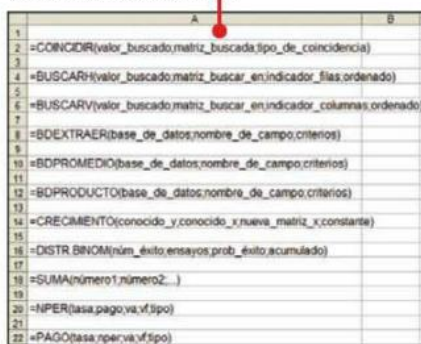 A B
1
2 =COINCIDIR(valor_buscado;matriz_buscada;tipo_de_coincidencia)
3
4 =BUSCARH(valor_buscado;matriz_buscar_en;indicador_filas;ordenado)
5
6 =BUSCARV(valor_buscado;matriz_buscar_en;indicador_columnas;ordenado)
7
8 =BDEXTRAER(base_de_datos;nombre_de_campo;criterios)
9
10 =BDPROMEDIO(base_de_datos;nombre_de_campo;criterios)
11
12 =BDPRODUCTO(base_de_datos;nombre_de_campo;criterios)
13
14 =CRECIMIENTO(conocido_y;conocido_x;nueva_matriz_x;constante)
15
16 =DISTR.BINOM(núm_éxito;ensayos;prob_éxito;acumulado)
17
18 =SUMA(número1;número2;...)
19
20 =NPER(tasa;pago;va;vf;tipo)
21
22 =PAGO(tasa;nper;va;vf;tipo)